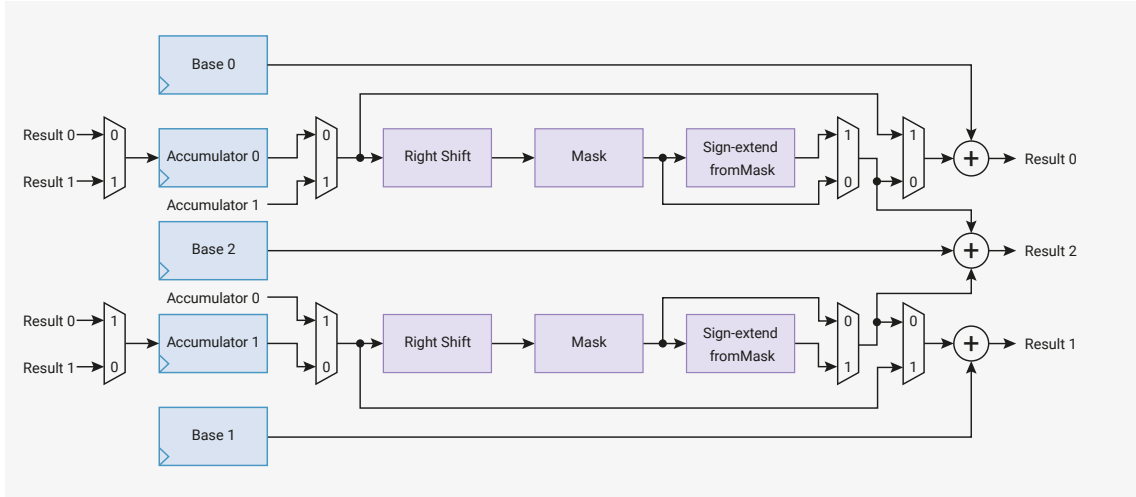 Base 0
Result 0
0
Accumulator 0
0
Right Shift
Mask
Sign-extend
fromMask
1
1
Result 0
Result 1
1
1
0
0
Accumulator 1
Base 2
+
+
Result 2
Accumulator 0
Result 0
1
Accumulator 1
1
Right Shift
Mask
Sign-extend
fromMask
0
0
Result 1
0
0
1
1
+
Result 1
Base 1